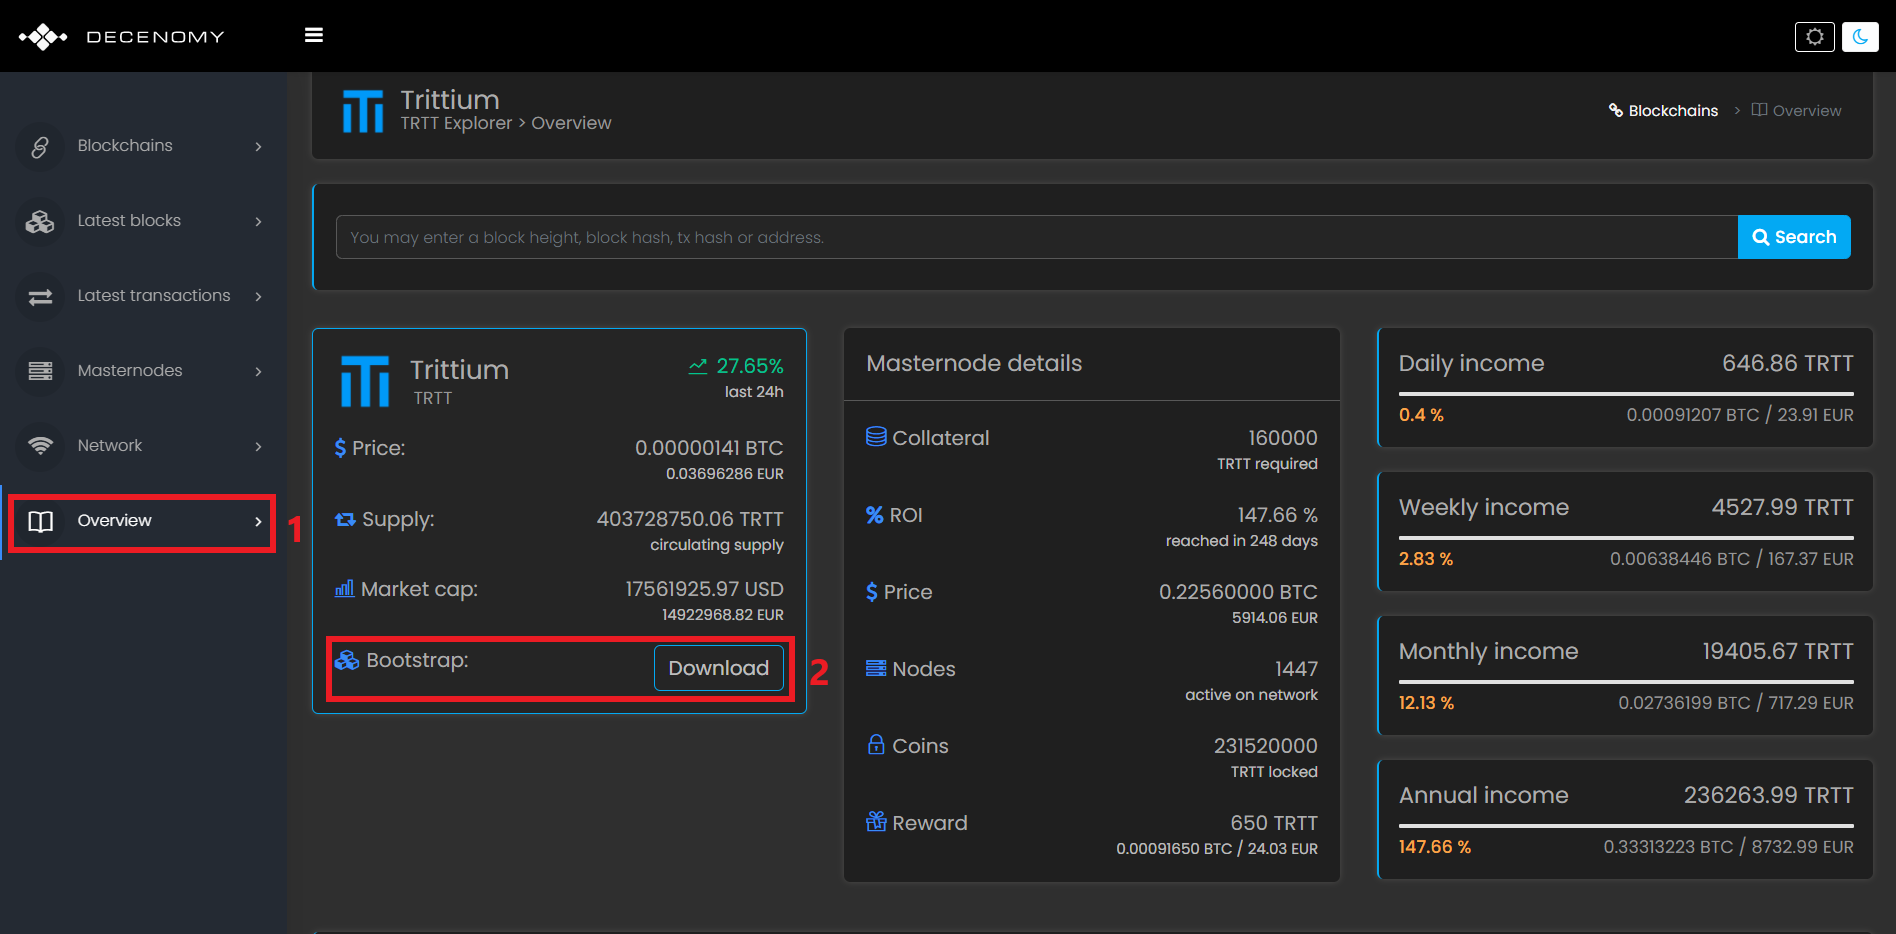 DECENOMY
Trittium
TRTT Explorer > Overview
Blockchains > Overview
Blockchains
Latest blocks
Latest transactions
Masternodes
Network
Overview
1
You may enter a block height, block hash, tx hash or address.
Search
Trittium
TRTT
27.65%
last 24h
Price:
0.00000141 BTC
0.03696286 EUR
Supply:
403728750.06 TRTT
circulating supply
Market cap:
17561925.97 USD
14922968.82 EUR
Bootstrap:
Download
2
Masternode details
Collateral
160000
TRTT required
ROI
147.66 %
reached in 248 days
Price
0.22560000 BTC
5914.06 EUR
Nodes
1447
active on network
Coins
231520000
TRTT locked
Reward
650 TRTT
0.00091650 BTC / 24.03 EUR
Daily income
646.86 TRTT
0.4 %
0.00091207 BTC / 23.91 EUR
Weekly income
4527.99 TRTT
2.83 %
0.00638446 BTC / 167.37 EUR
Monthly income
19405.67 TRTT
12.13 %
0.02736199 BTC / 717.29 EUR
Annual income
236263.99 TRTT
147.66 %
0.33313223 BTC / 8732.99 EUR